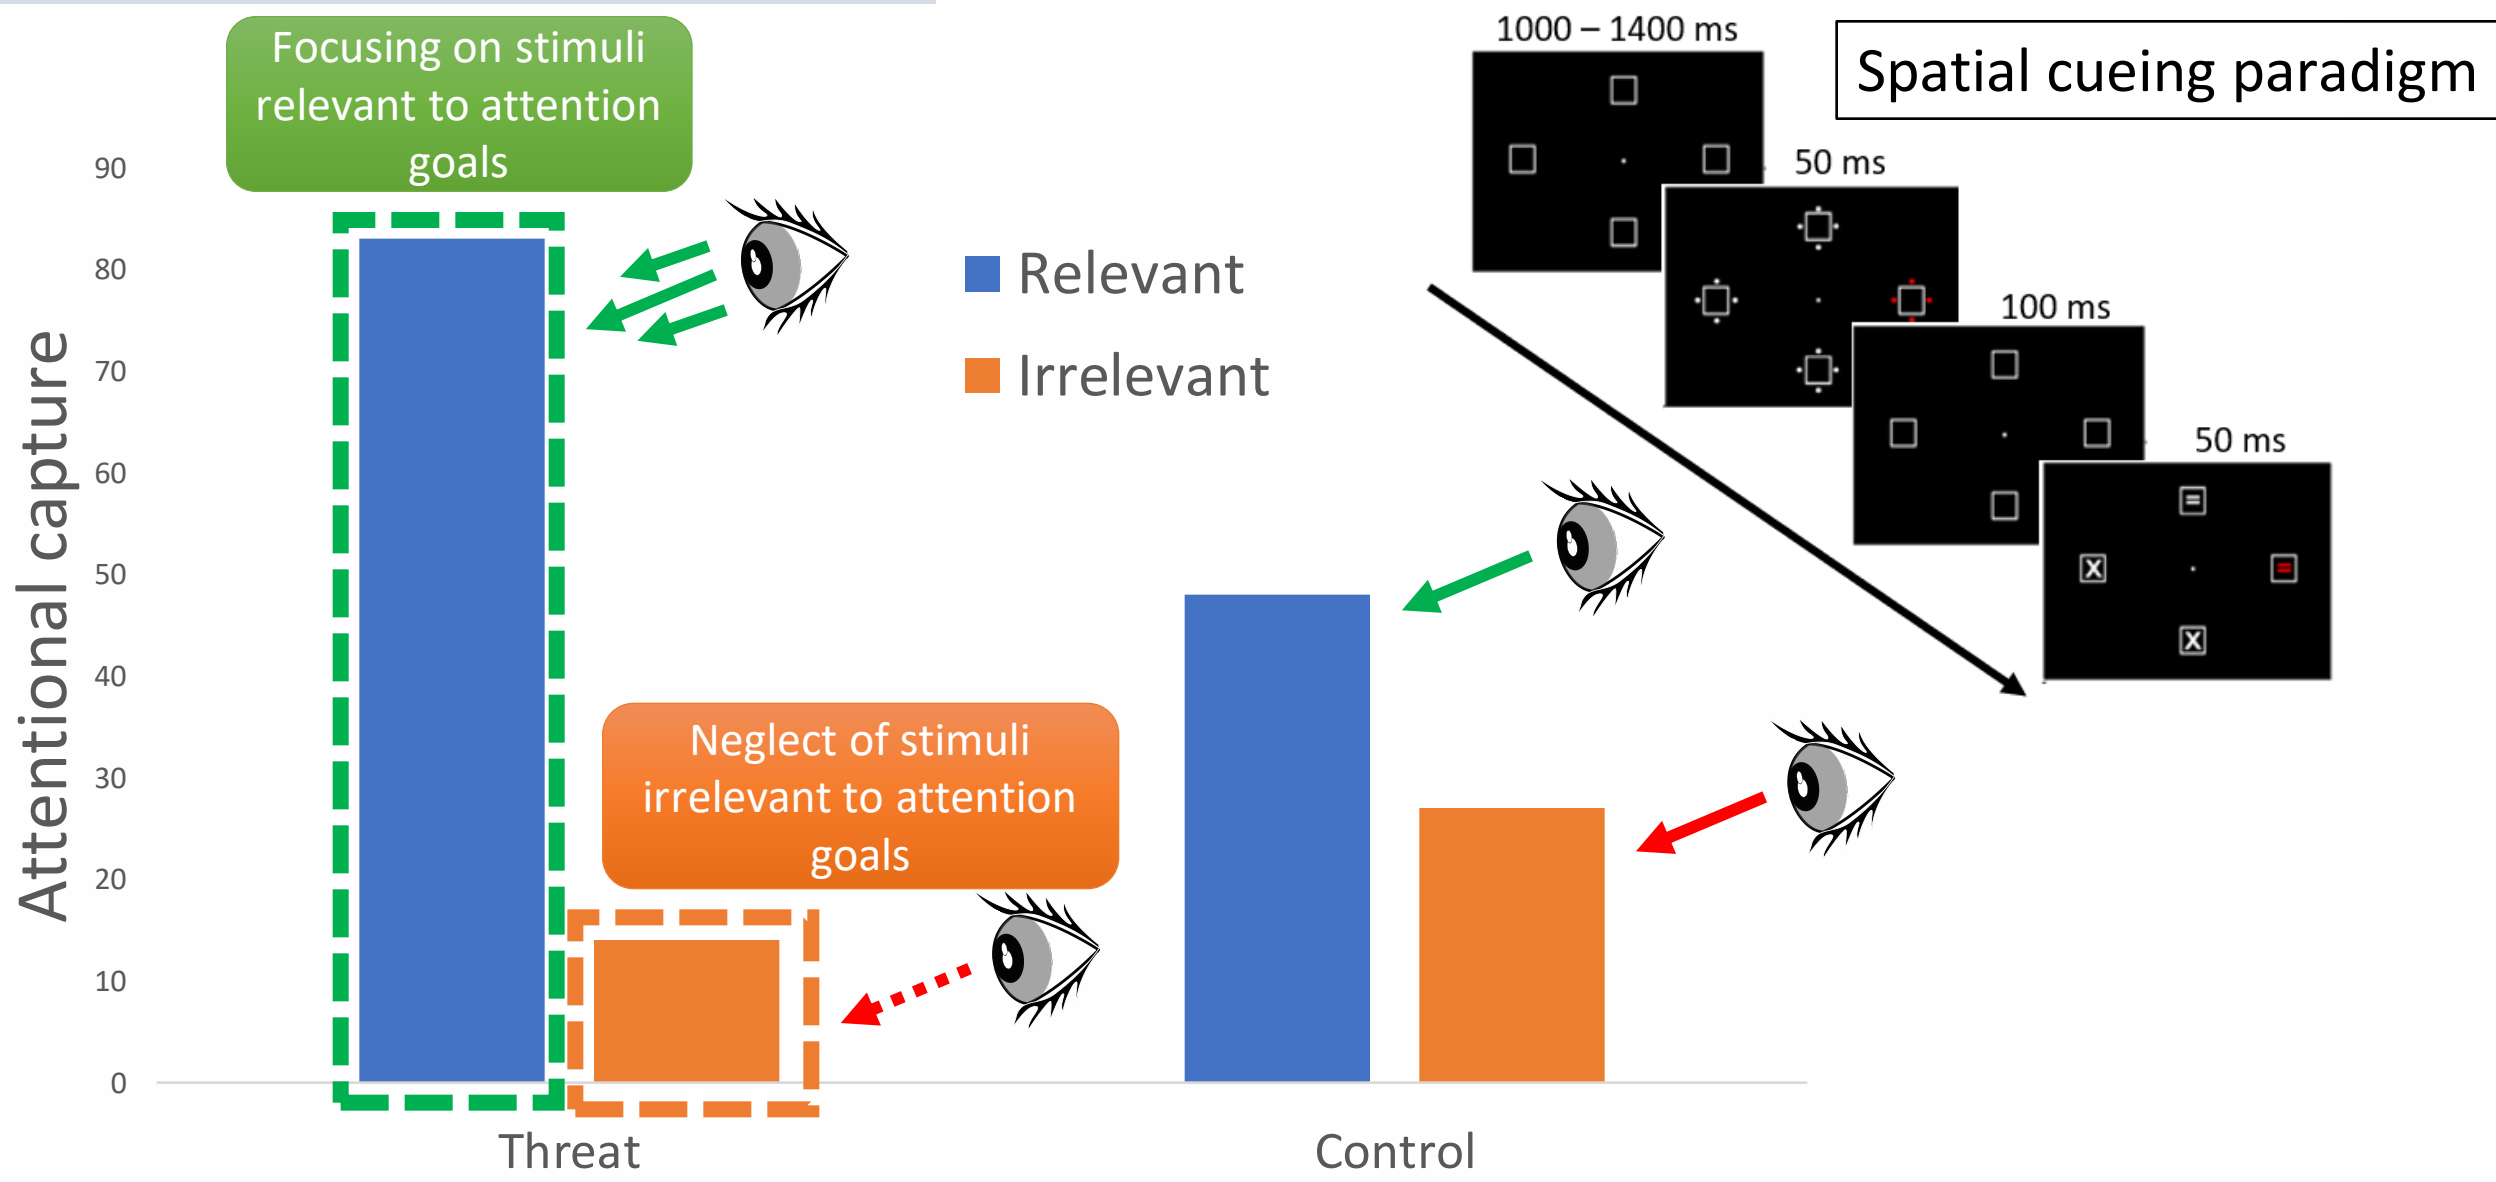 Focusing on stimuli
relevant to attention
goals
1000 – 1400 ms
Spatial cueing paradigm
50 ms
100 ms
50 ms
=
X
=
X
Attentional capture
90
80
70
60
50
40
30
20
10
0
Relevant
Irrelevant
Neglect of stimuli
irrelevant to attention
goals
Threat
Control